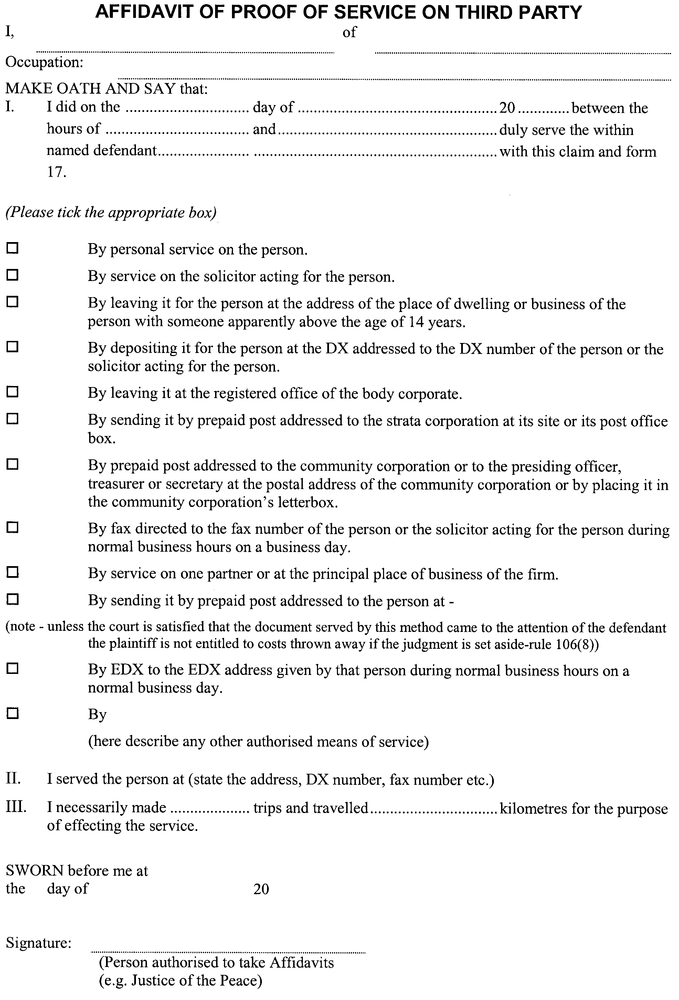 AFFIDAVIT OF PROOF OF SERVICE ON THIRD PARTY
I, of
Occupation:
MAKE OATH AND SAY that:
I. I did on the ............................... day of .................................................. 20 ............. between the
hours of .................................... and....................................................... duly serve the within
named defendant....................... ............................................................. with this claim and form
17.
(Please tick the appropriate box)
☐ By personal service on the person.
☐ By service on the solicitor acting for the person.
☐ By leaving it for the person at the address of the place of dwelling or business of the
person with someone apparently above the age of 14 years.
☐ By depositing it for the person at the DX addressed to the DX number of the person or the
solicitor acting for the person.
☐ By leaving it at the registered office of the body corporate.
☐ By sending it by prepaid post addressed to the strata corporation at its site or its post office
box.
☐ By prepaid post addressed to the community corporation or to the presiding officer,
treasurer or secretary at the postal address of the community corporation or by placing it in
the community corporation's letterbox.
☐ By fax directed to the fax number of the person or the solicitor acting for the person during
normal business hours on a business day.
☐ By service on one partner or at the principal place of business of the firm.
☐ By sending it by prepaid post addressed to the person at -
(note - unless the court is satisfied that the document served by this method came to the attention of the defendant
the plaintiff is not entitled to costs thrown away if the judgment is set aside-rule 106(8))
☐ By EDX to the EDX address given by that person during normal business hours on a
normal business day.
☐ By
(here describe any other authorised means of service)
II. I served the person at (state the address, DX number, fax number etc.)
III. I necessarily made .................... trips and travelled................................ kilometres for the purpose
of effecting the service.
SWORN before me at
the day of 20
Signature:
(Person authorised to take Affidavits
(e.g. Justice of the Peace)